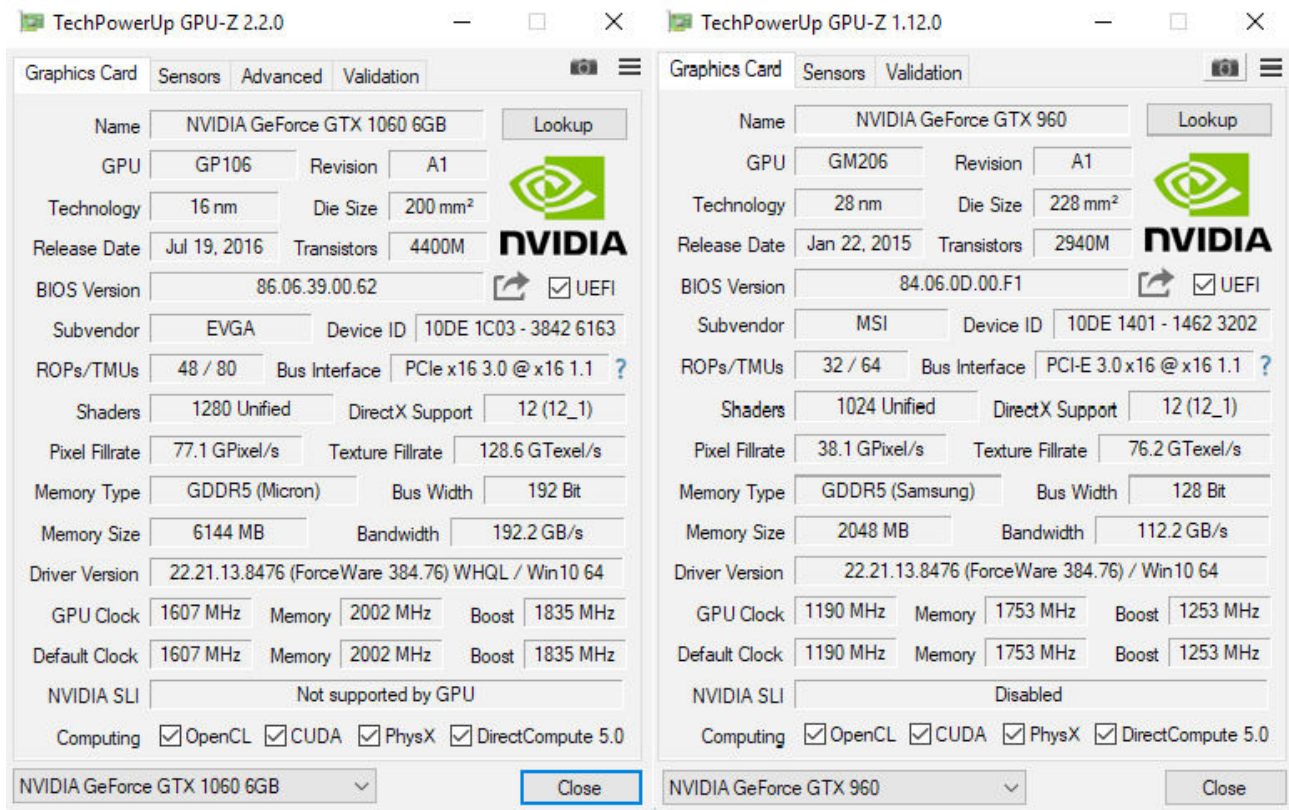 TechPowerUp GPU-Z 2.2.0
Graphics Card Sensors Advanced Validation
Name NVIDIA GeForce GTX 1060 6GB Lookup
GPU GP106 Revision A1
Technology 16 nm Die Size 200 mm²
Release Date Jul 19, 2016 Transistors 4400M
NVIDIA
BIOS Version 86.06.39.00.62 UEFI
Subvendor EVGA Device ID 10DE 1C03 - 3842 6163
ROPs/TMUs 48 / 80 Bus Interface PCIe x16 3.0 @ x16 1.1 ?
Shaders 1280 Unified DirectX Support 12 (12_1)
Pixel Fillrate 77.1 GPixel/s Texture Fillrate 128.6 GTexel/s
Memory Type GDDR5 (Micron) Bus Width 192 Bit
Memory Size 6144 MB Bandwidth 192.2 GB/s
Driver Version 22.21.13.8476 (ForceWare 384.76) WHQL / Win10 64
GPU Clock 1607 MHz Memory 2002 MHz Boost 1835 MHz
Default Clock 1607 MHz Memory 2002 MHz Boost 1835 MHz
NVIDIA SLI Not supported by GPU
Computing OpenCL CUDA PhysX DirectCompute 5.0
NVIDIA GeForce GTX 1060 6GB Close
TechPowerUp GPU-Z 1.12.0
Graphics Card Sensors Validation
Name NVIDIA GeForce GTX 960 Lookup
GPU GM206 Revision A1
Technology 28 nm Die Size 228 mm²
Release Date Jan 22, 2015 Transistors 2940M
NVIDIA
BIOS Version 84.06.0D.00.F1 UEFI
Subvendor MSI Device ID 10DE 1401 - 1462 3202
ROPs/TMUs 32 / 64 Bus Interface PCI-E 3.0 x16 @ x16 1.1 ?
Shaders 1024 Unified DirectX Support 12 (12_1)
Pixel Fillrate 38.1 GPixel/s Texture Fillrate 76.2 GTexel/s
Memory Type GDDR5 (Samsung) Bus Width 128 Bit
Memory Size 2048 MB Bandwidth 112.2 GB/s
Driver Version 22.21.13.8476 (ForceWare 384.76) / Win10 64
GPU Clock 1190 MHz Memory 1753 MHz Boost 1253 MHz
Default Clock 1190 MHz Memory 1753 MHz Boost 1253 MHz
NVIDIA SLI Disabled
Computing OpenCL CUDA PhysX DirectCompute 5.0
NVIDIA GeForce GTX 960 Close